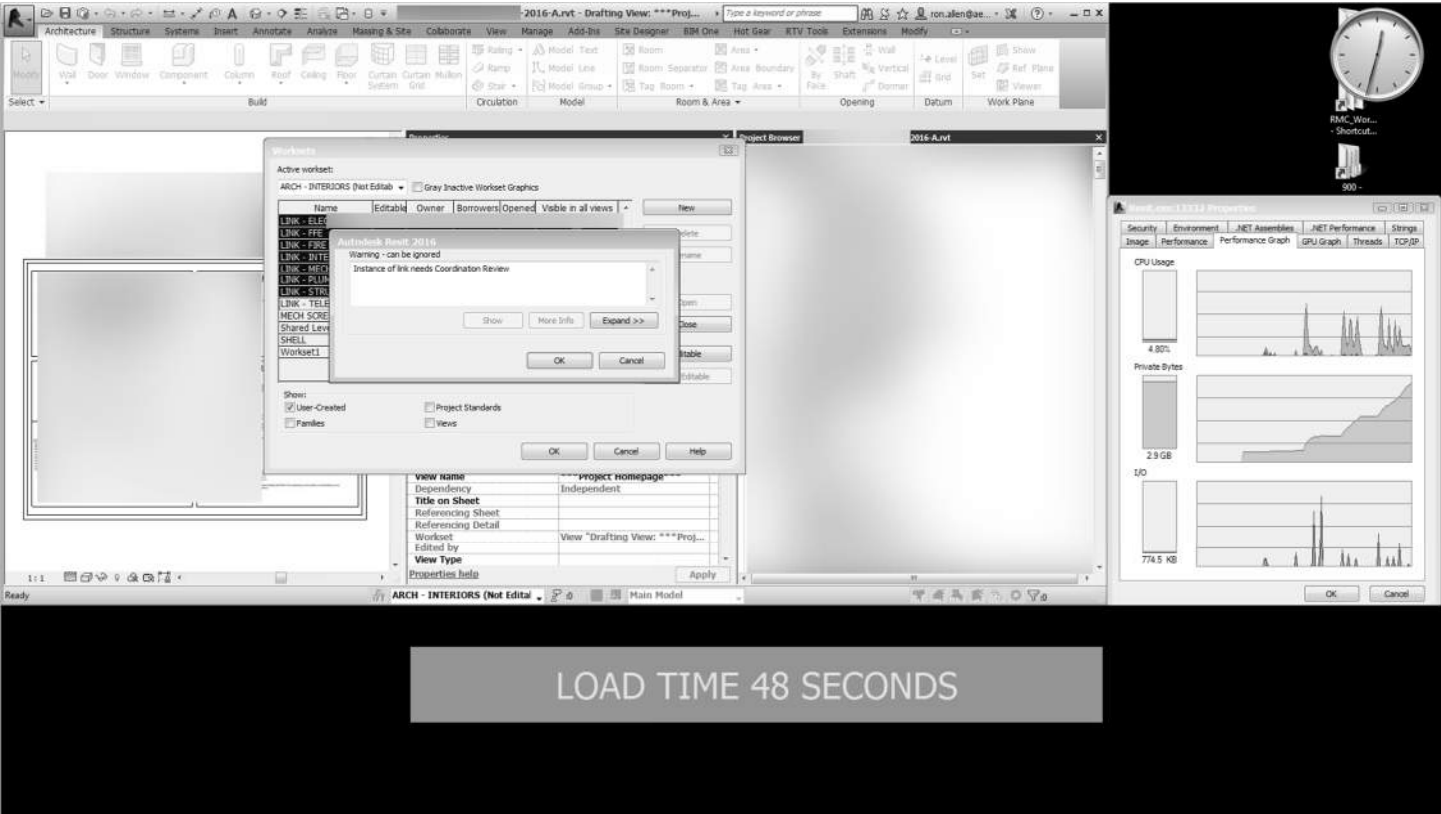 -2016-A.rvt - Drafting View: ***Proj...
Type a keyword or phrase
ron.allen@ae...
Architecture Structure Systems Insert Annotate Analyze Massing & Site Collaborate View Manage Add-Ins Site Designer BIM One Hot Gear RTV Tools Extensions Modify
Modify
Wall Door Window Component Column Roof Ceiling Floor Curtain System Curtain Grid Mullion
Railing
Ramp
Stair
Model Text
Model Line
Model Group
Room
Room Separator
Tag Room
Area
Area Boundary
Tag Area
By Face
Shaft
Wall
Vertical
Dormer
Level
Grid
Set
Show
Ref Plane
Viewer
Select
Build
Circulation
Model
Room & Area
Opening
Datum
Work Plane
RMC_Wor...
- Shortcut...
900 -
Properties
Project Browser
2016-A.rvt
Worksets
Active workset:
ARCH - INTERIORS (Not Editab
Gray Inactive Workset Graphics
Name Editable Owner Borrowers Opened Visible in all views
LINK - ELEC
LINK - FFE
LINK - FIRE
LINK - INTE
LINK - MECH
LINK - PLUM
LINK - STRU
LINK - TELE
MECH SCRE
Shared Leve
SHELL
Workset1
New
Close
Autodesk Revit 2016
Warning - can be ignored
Instance of link needs Coordination Review
Show
More Info
Expand >>
OK
Cancel
Show:
User-Created
Project Standards
Families
Views
OK
Cancel
Help
View Name ***Project Homepage***
Dependency Independent
Title on Sheet
Referencing Sheet
Referencing Detail
Workset View "Drafting View: ***Proj...
Edited by
View Type
Properties help
Apply
1:1
Ready
ARCH - INTERIORS (Not Edital
:0
Main Model
:0
Revit.exe:13312 Properties
Security Environment .NET Assemblies .NET Performance Strings
Image Performance Performance Graph GPU Graph Threads TCP/IP
CPU Usage
4.80%
Private Bytes
2.9 GB
I/O
774.5 KB
OK
Cancel
LOAD TIME 48 SECONDS